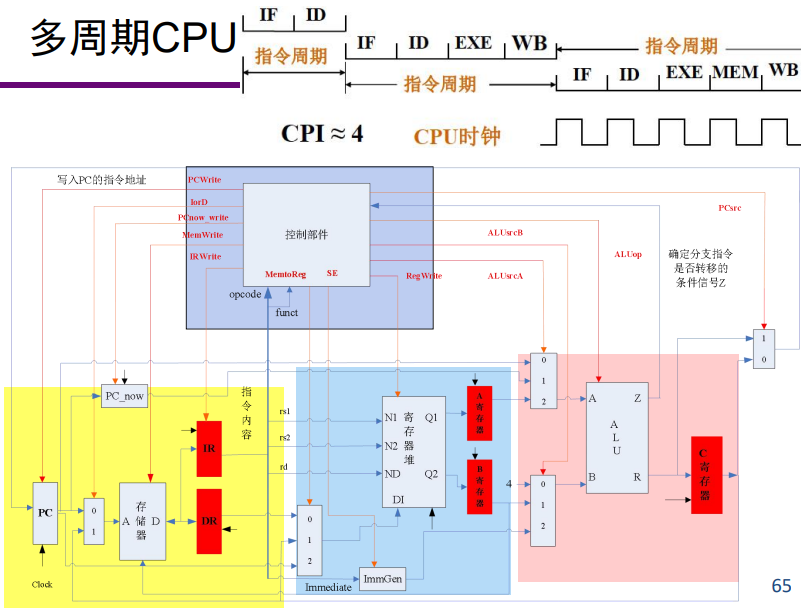 多周期CPU
IF ID
指令周期
IF ID EXE WB
指令周期
指令周期
IF ID EXE MEM WB
CPI ≈ 4
CPU时钟
写入PC的指令地址
PCWrite
IorD
PCnow_write
MemWrite
IRWrite
控制部件
MemtoReg
SE
RegWrite
opcode
funct
ALUsrcB
ALUsrcA
ALUop
PCsrc
确定分支指令
是否转移的
条件信号Z
1
0
PC_now
指令内容
IR
DR
PC
0
1
A
存储器
D
Clock
rs1
rs2
rd
N1
N2
ND
寄存器堆
Q1
Q2
DI
A寄存器
B寄存器
0
1
2
ImmGen
Immediate
0
1
2
4
0
1
2
A
B
ALU
Z
R
C寄存器
65